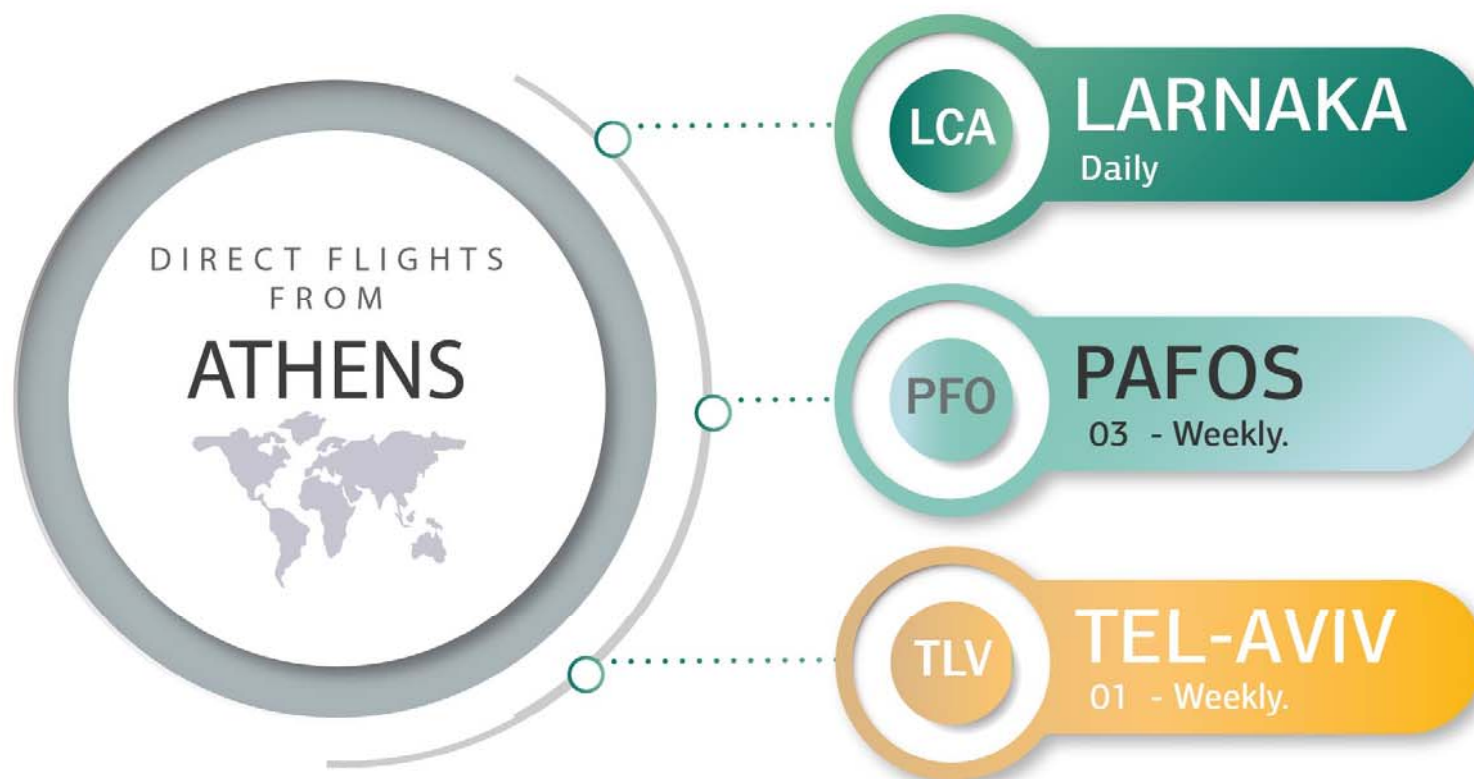 DIRECT FLIGHTS
FROM
ATHENS
LCA
LARNAKA
Daily
PFO
PAFOS
03 - Weekly.
TLV
TEL-AVIV
01 - Weekly.